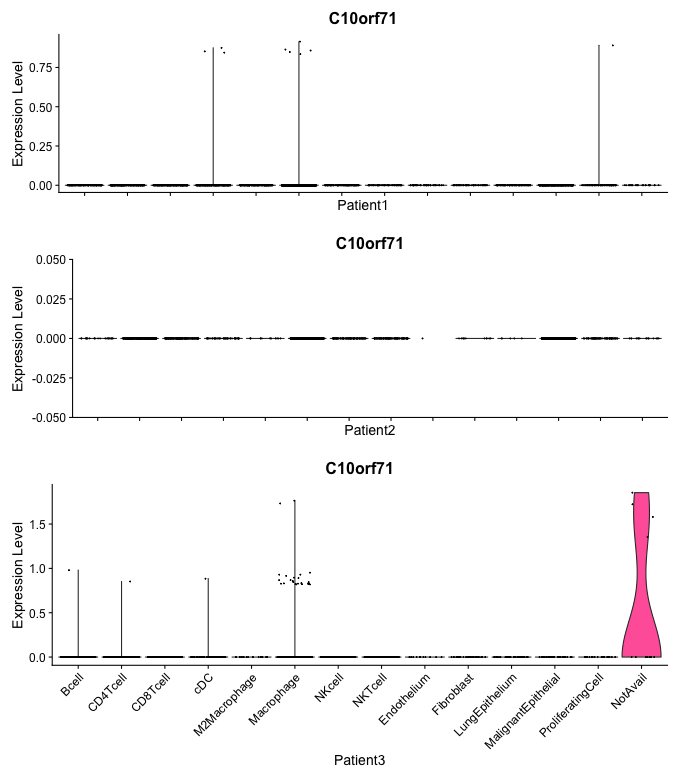 C10orf71
Expression Level
0.75
0.50
0.25
0.00
Patient1
C10orf71
Expression Level
0.050
0.025
0.000
-0.025
-0.050
Patient2
C10orf71
Expression Level
1.5
1.0
0.5
0.0
Bcell
CD4Tcell
CD8Tcell
cDC
M2Macrophage
Macrophage
NKcell
NKTcell
Endothelium
Fibroblast
LungEpithelium
MalignantEpithelial
ProliferatingCell
NotAvail
Patient3